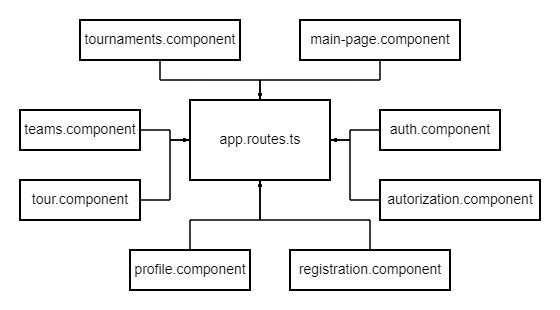 tournaments.component
main-page.component
teams.component
app.routes.ts
auth.component
tour.component
autorization.component
profile.component
registration.component